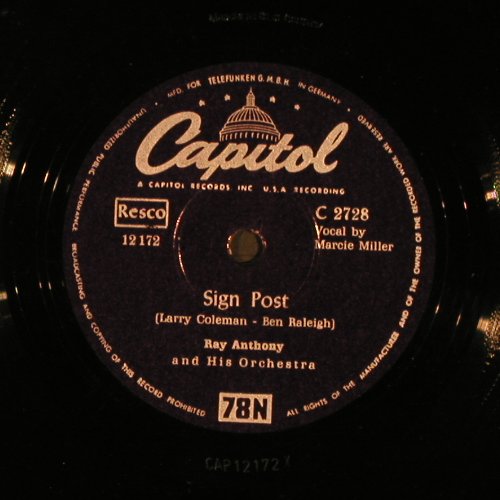 MFD. FOR TELEFUNKEN G.M.B.H. IN GERMANY
UNAUTHORIZED PUBLIC PERFORMANCE BROADCASTING AND COPYING OF THIS RECORD PROHIBITED
ALL RIGHTS OF THE MANUFACTURER AND OF THE OWNER OF THE RECORDED WORK ARE RESERVED
Capitol
A CAPITOL RECORDS INC U.S.A RECORDING
Resco
12172
C 2728
Vocal by
Marcie Miller
Sign Post
(Larry Coleman - Ben Raleigh)
Ray Anthony
and His Orchestra
78N
CAP12172